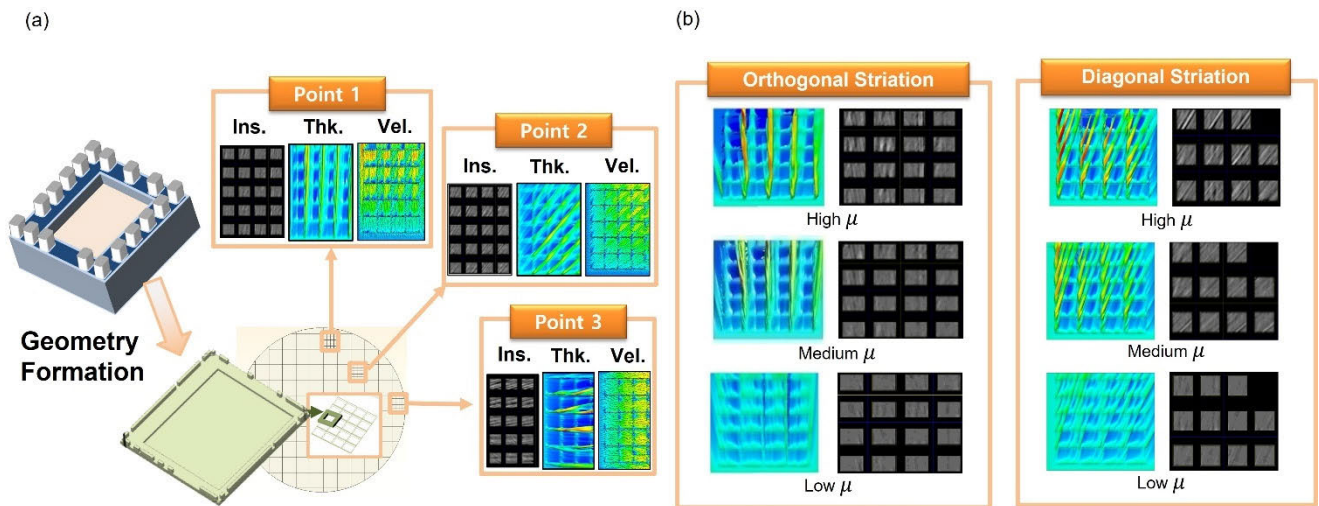 (a)
Point 1
Ins. Thk. Vel.
Point 2
Ins. Thk. Vel.
Point 3
Ins. Thk. Vel.
Geometry
Formation
(b)
Orthogonal Striation
High μ
Medium μ
Low μ
Diagonal Striation
High μ
Medium μ
Low μ